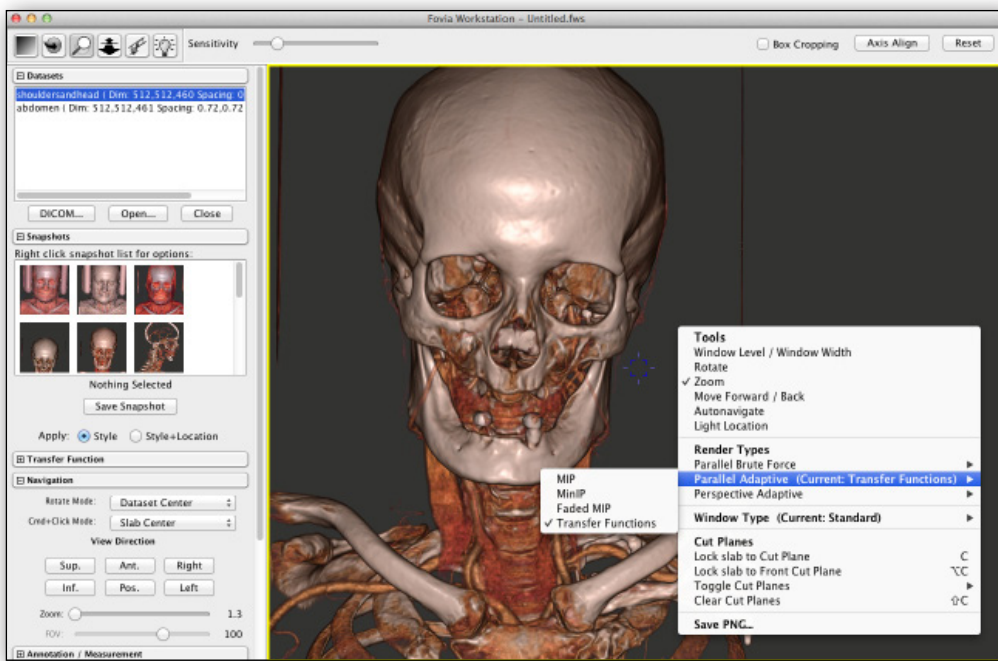 Fovia Workstation – Untitled.fws
Sensitivity
Box Cropping
Axis Align
Reset
Datasets
shouldersandhead ( Dim: 512,512,460 Spacing: 0
abdomen ( Dim: 512,512,461 Spacing: 0.72,0.72
DICOM...
Open...
Close
Snapshots
Right click snapshot list for options:
Nothing Selected
Save Snapshot
Apply: Style Style+Location
Transfer Function
Navigation
Rotate Mode: Dataset Center
Cmd+Click Mode: Slab Center
View Direction
Sup. Ant. Right
Inf. Pos. Left
Zoom: 1.3
FOV: 100
Annotation / Measurement
MIP
MinIP
Faded MIP
✓ Transfer Functions
Tools
Window Level / Window Width
Rotate
✓ Zoom
Move Forward / Back
Autonavigate
Light Location
Render Types
Parallel Brute Force
Parallel Adaptive (Current: Transfer Functions)
Perspective Adaptive
Window Type (Current: Standard)
Cut Planes
Lock slab to Cut Plane C
Lock slab to Front Cut Plane ⌥C
Toggle Cut Planes
Clear Cut Planes ⇧C
Save PNG...